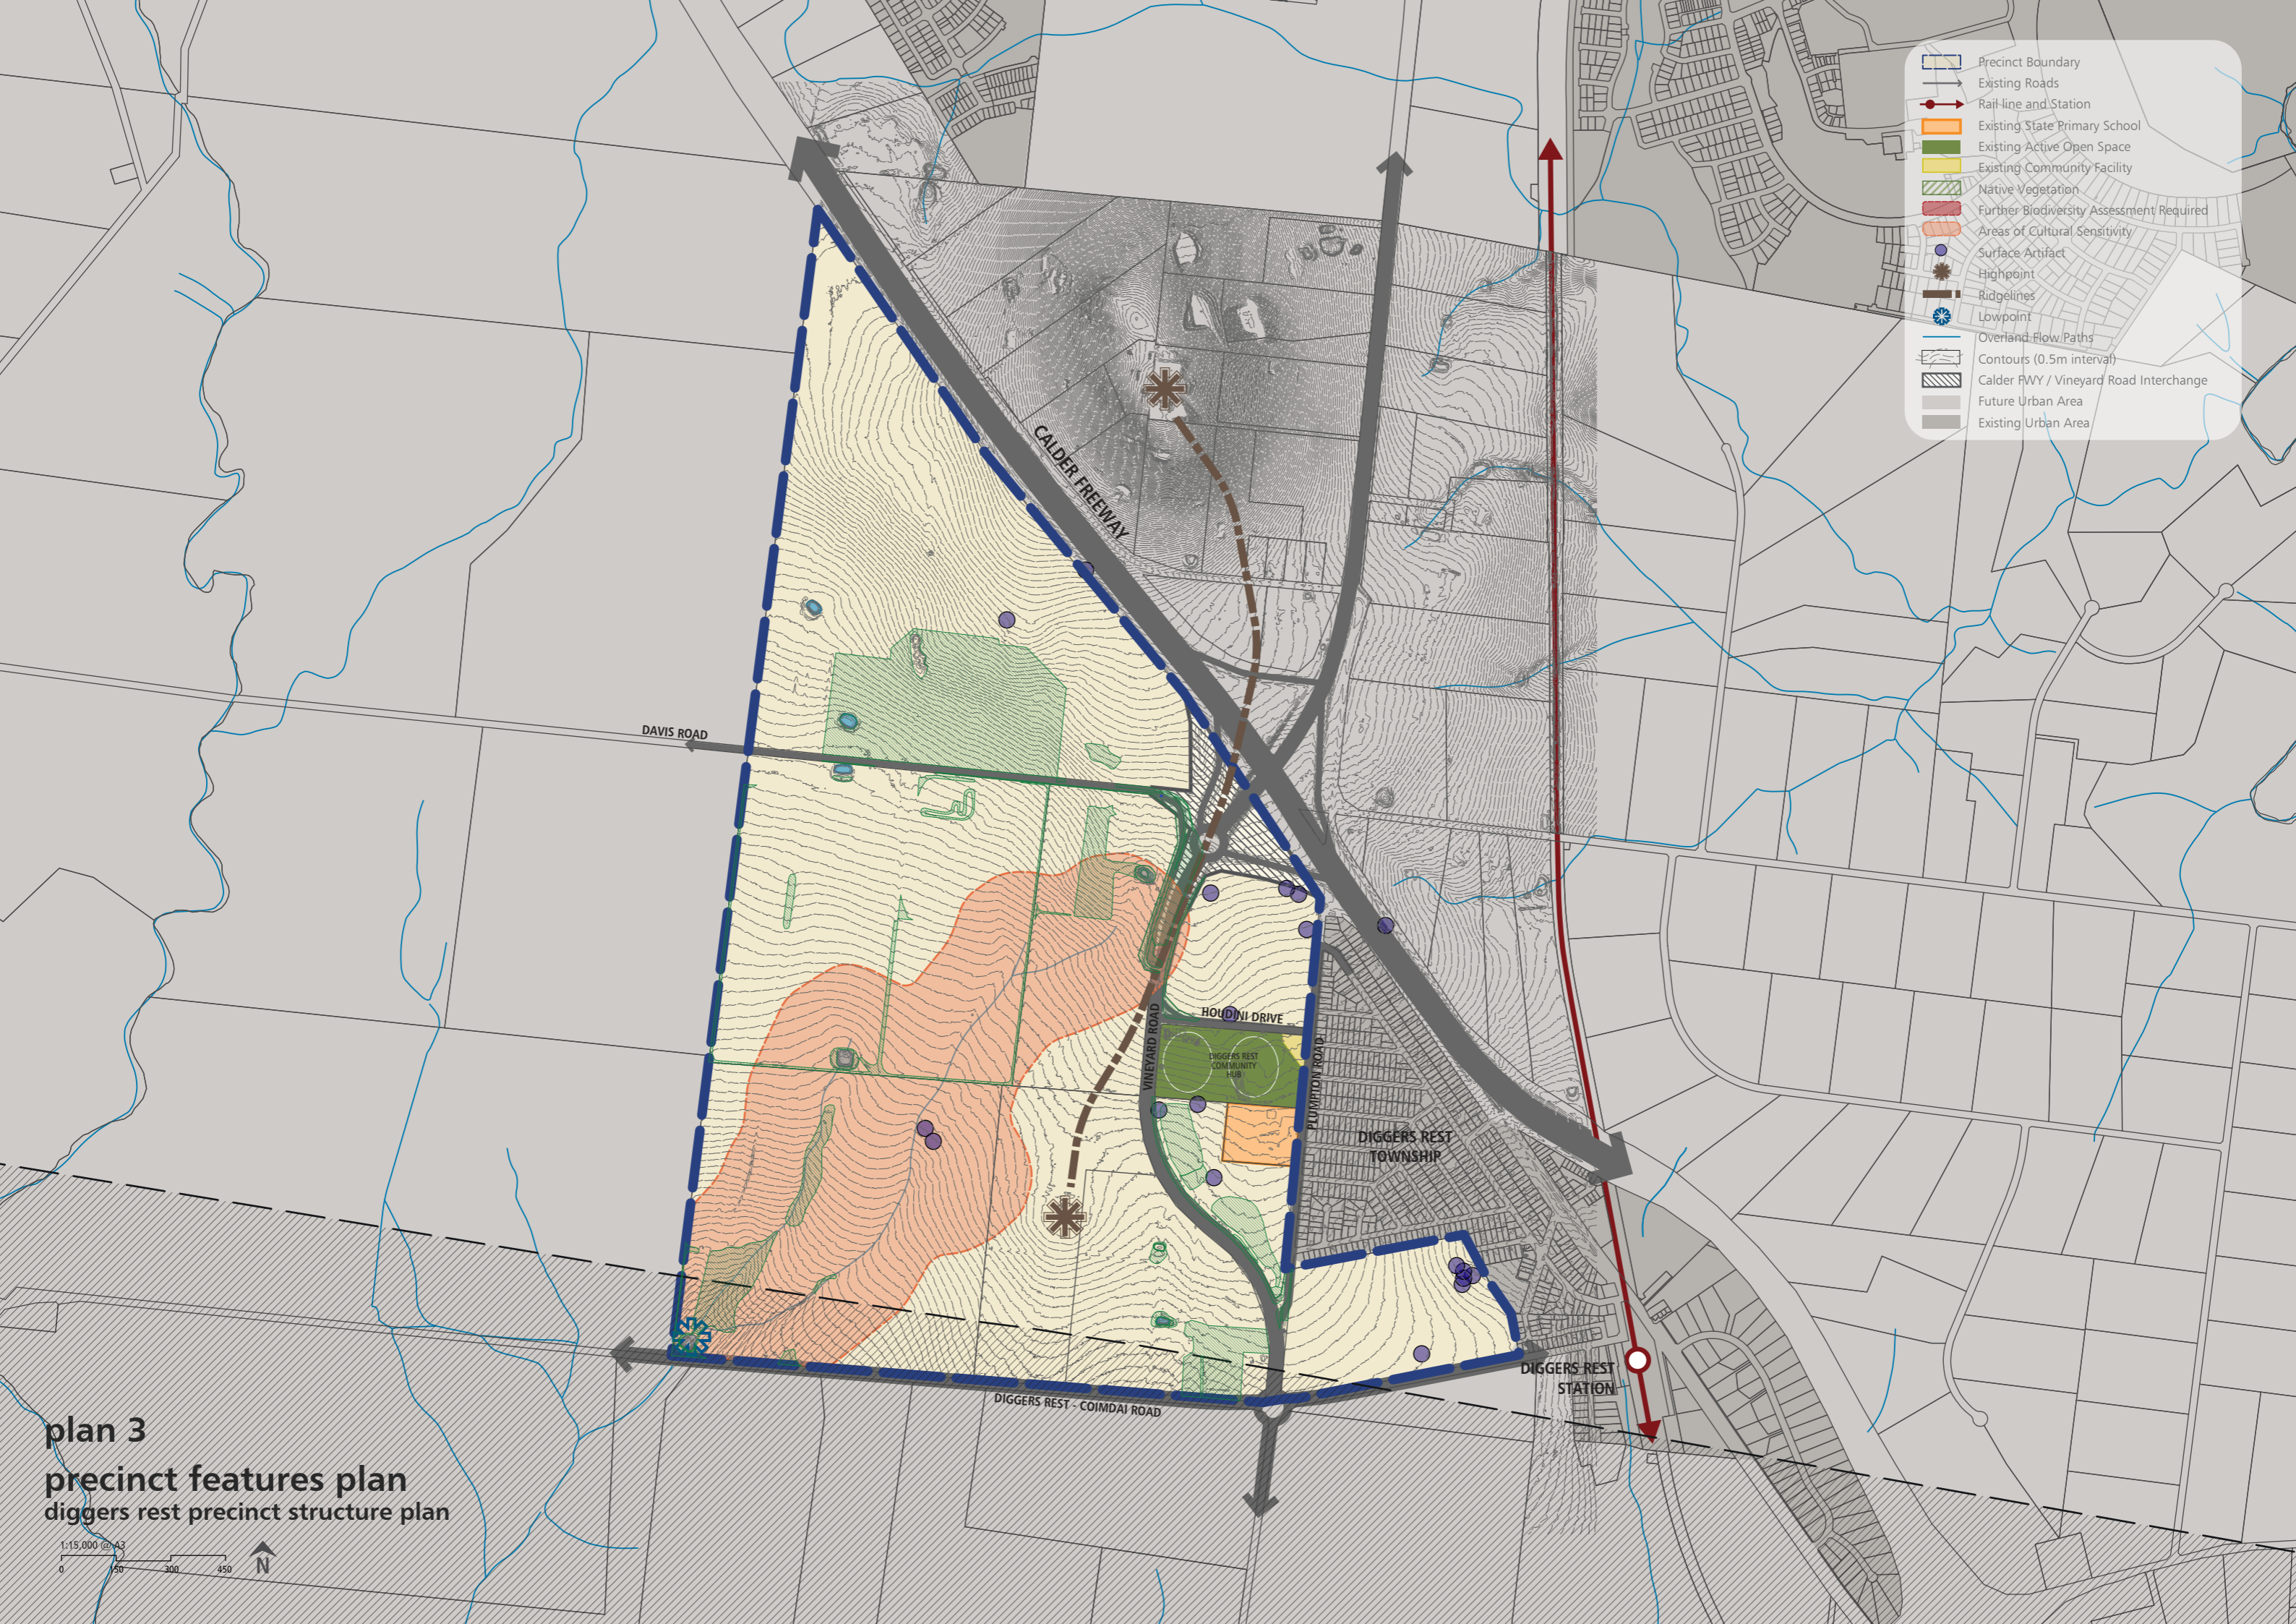 Precinct Boundary
Existing Roads
Rail line and Station
Existing State Primary School
Existing Active Open Space
Existing Community Facility
Native Vegetation
Further Biodiversity Assessment Required
Areas of Cultural Sensitivity
Surface Artifact
Highpoint
Ridgelines
Lowpoint
Overland Flow Paths
Contours (0.5m interval)
Calder FWY / Vineyard Road Interchange
Future Urban Area
Existing Urban Area
CALDER FREEWAY
DAVIS ROAD
HOUDINI DRIVE
VINEYARD ROAD
DIGGERS REST
COMMUNITY
HUB
PLUMPTON ROAD
DIGGERS REST
TOWNSHIP
DIGGERS REST
STATION
DIGGERS REST - COIMDAI ROAD
plan 3
precinct features plan
diggers rest precinct structure plan
1:15,000 @ A3
0 150 300 450
N